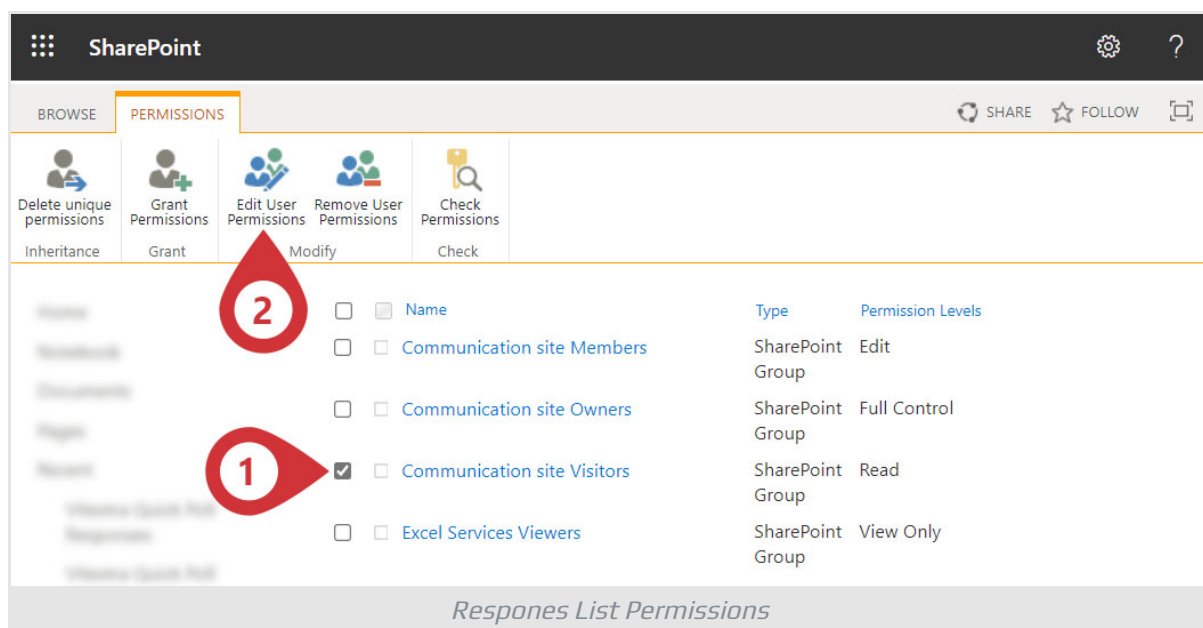 SharePoint
?
BROWSE PERMISSIONS SHARE FOLLOW
Delete unique permissions
Grant Permissions
Edit User Permissions
Remove User Permissions
Check Permissions
Inheritance Grant Modify Check
2
Name Type Permission Levels
Communication site Members SharePoint Group Edit
Communication site Owners SharePoint Group Full Control
1
Communication site Visitors SharePoint Group Read
Excel Services Viewers SharePoint Group View Only
Respones List Permissions